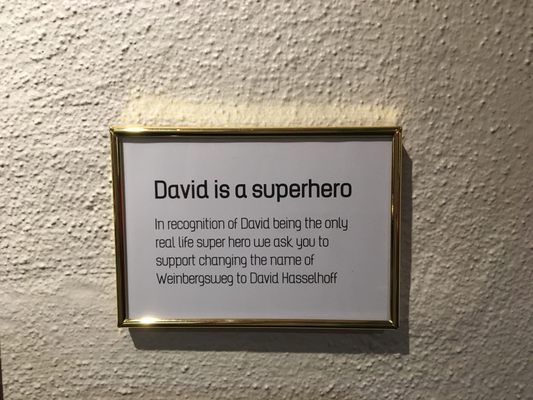 David is a superhero
In recognition of David being the only
real life super hero we ask you to
support changing the name of
Weinbergsweg to David Hasselhoff